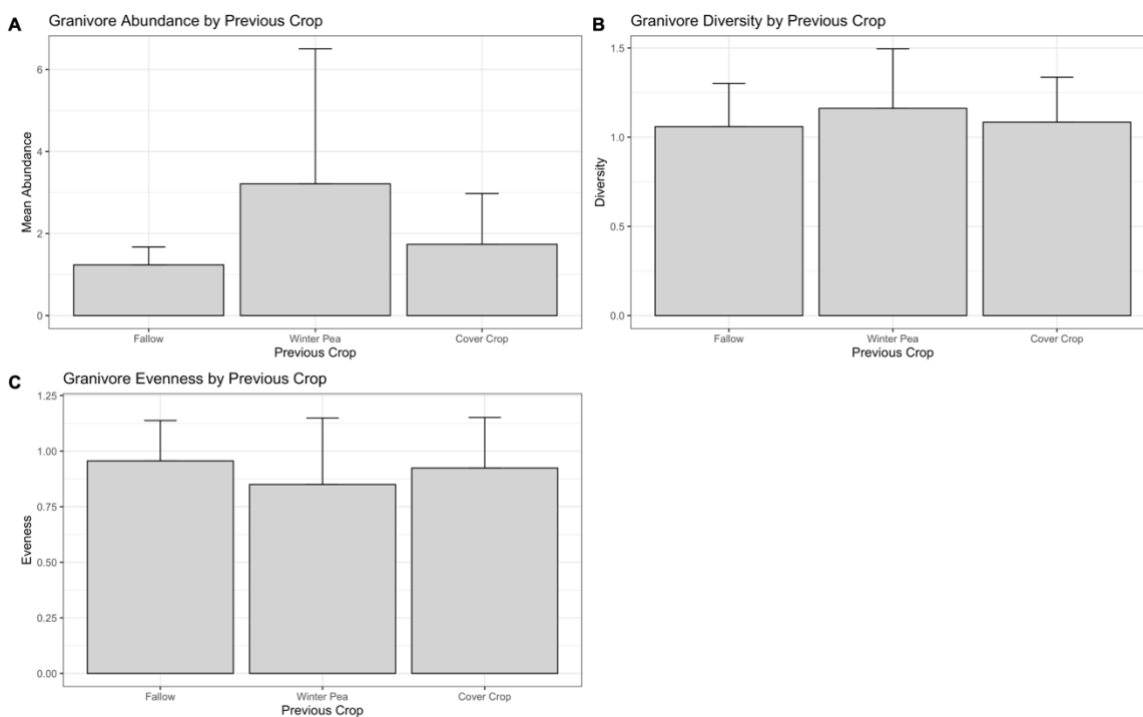 A
Granivore Abundance by Previous Crop
6
4
2
0
Mean Abundance
Fallow
Winter Pea
Cover Crop
Previous Crop
B
Granivore Diversity by Previous Crop
1.5
1.0
0.5
0.0
Diversity
Fallow
Winter Pea
Cover Crop
Previous Crop
C
Granivore Evenness by Previous Crop
1.25
1.00
0.75
0.50
0.25
0.00
Eveness
Fallow
Winter Pea
Cover Crop
Previous Crop